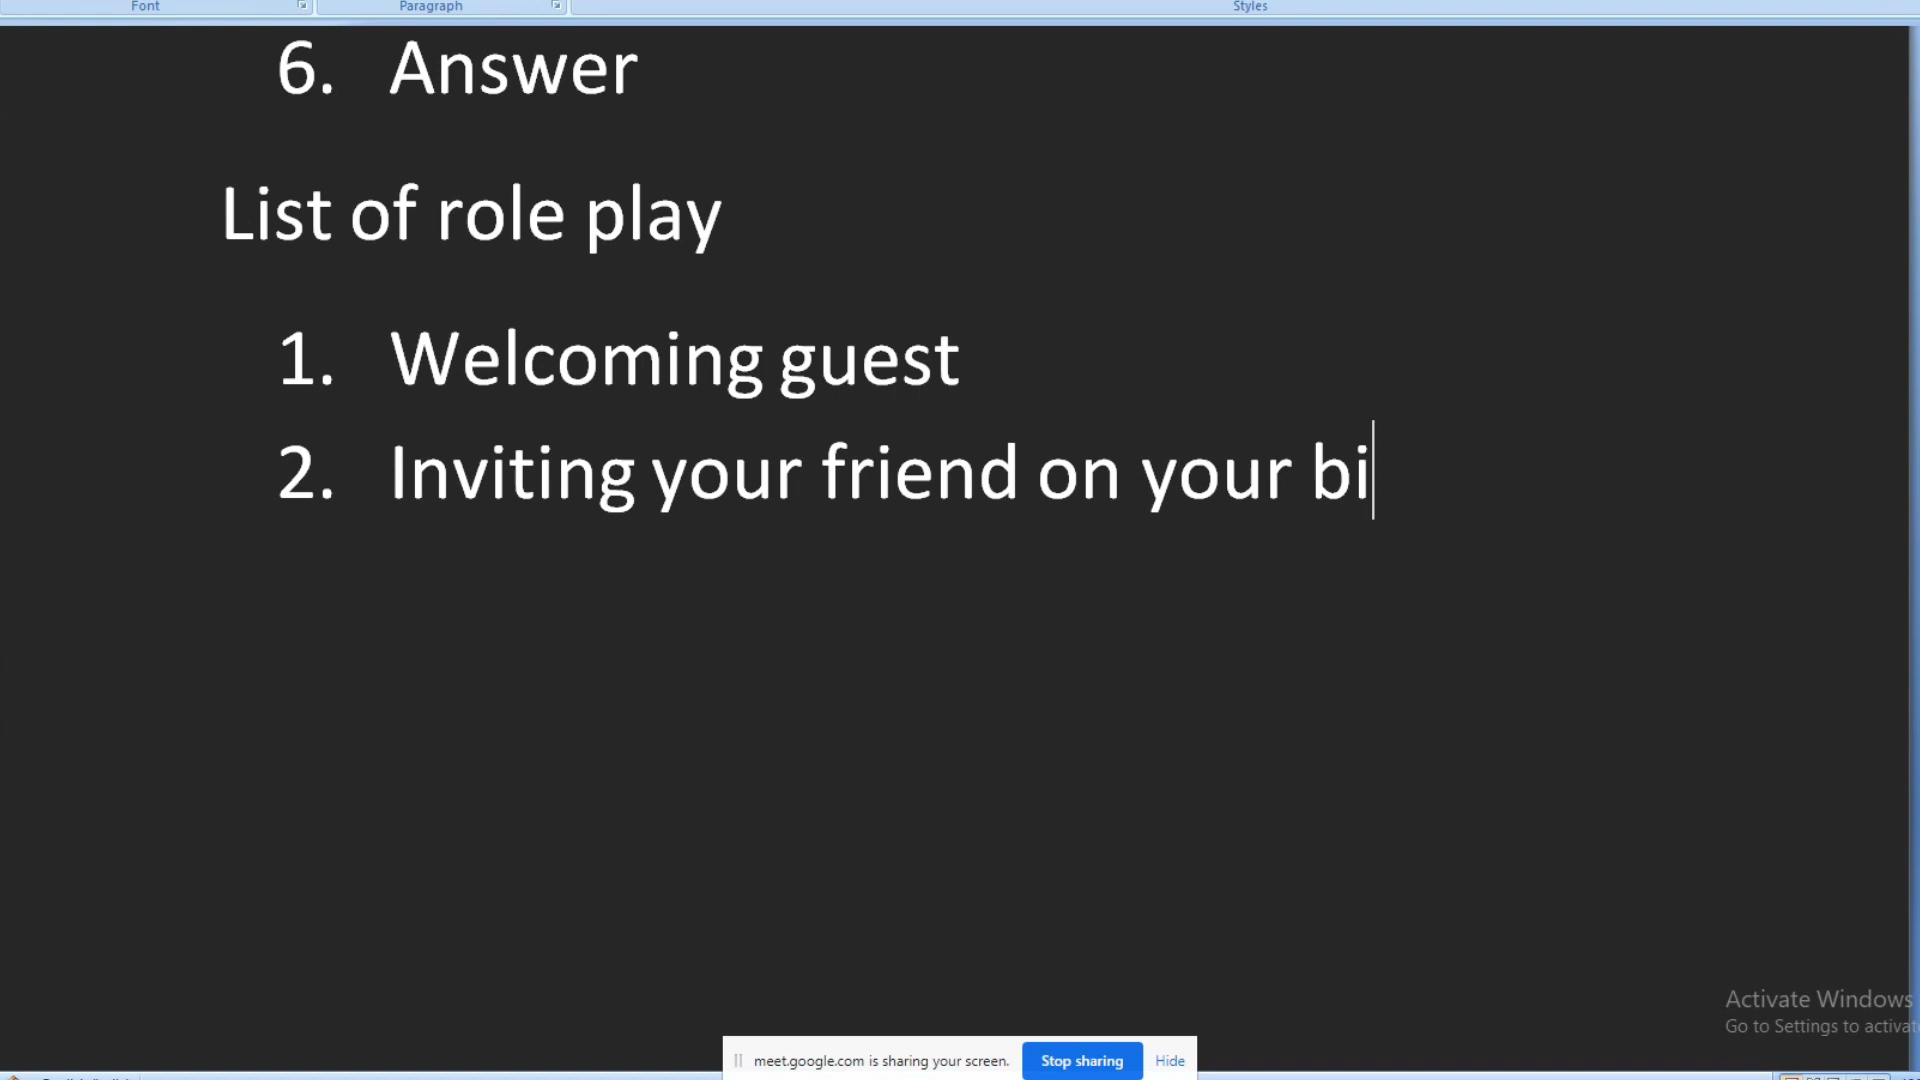 Font Paragraph Styles
6. Answer
List of role play
1. Welcoming guest
2. Inviting your friend on your bi
Activate Windows
Go to Settings to activat
meet.google.com is sharing your screen. Stop sharing Hide